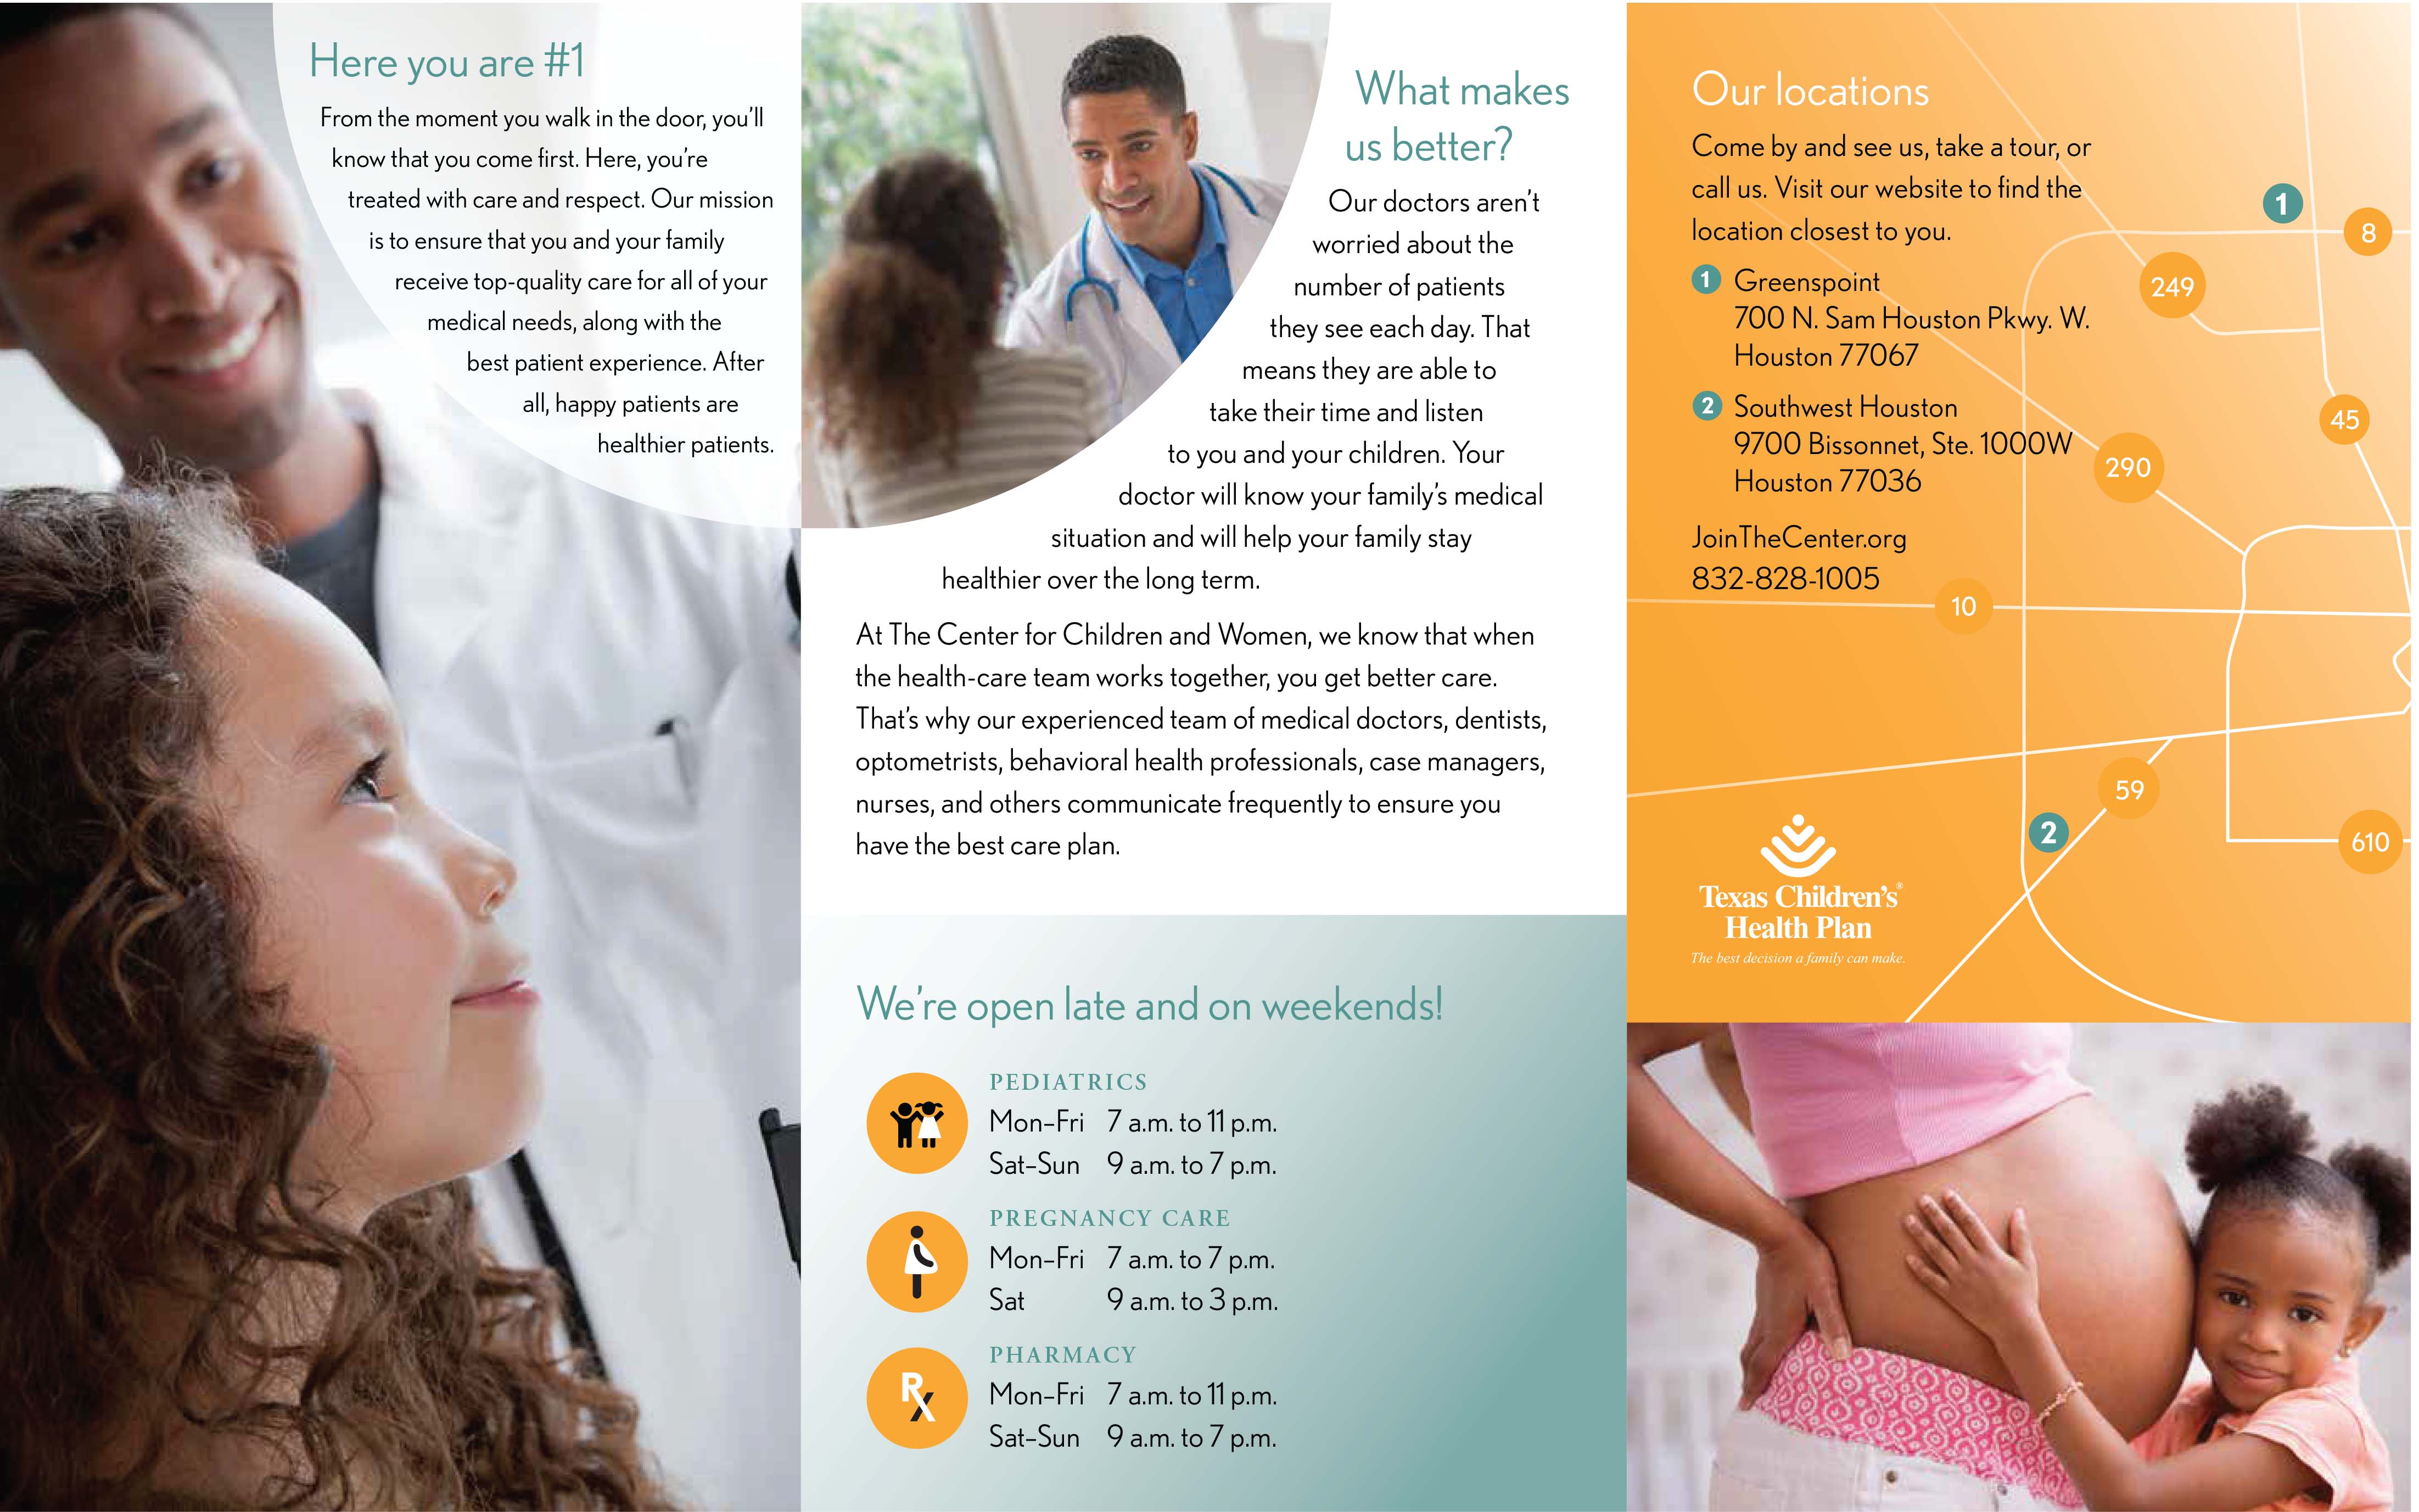 Here you are #1
From the moment you walk in the door, you'll
know that you come first. Here, you're
treated with care and respect. Our mission
is to ensure that you and your family
receive top-quality care for all of your
medical needs, along with the
best patient experience. After
all, happy patients are
healthier patients.
What makes
us better?
Our doctors aren't
worried about the
number of patients
they see each day. That
means they are able to
take their time and listen
to you and your children. Your
doctor will know your family's medical
situation and will help your family stay
healthier over the long term.
At The Center for Children and Women, we know that when
the health-care team works together, you get better care.
That's why our experienced team of medical doctors, dentists,
optometrists, behavioral health professionals, case managers,
nurses, and others communicate frequently to ensure you
have the best care plan.
We're open late and on weekends!
PEDIATRICS
Mon–Fri 7 a.m. to 11 p.m.
Sat–Sun 9 a.m. to 7 p.m.
PREGNANCY CARE
Mon–Fri 7 a.m. to 7 p.m.
Sat 9 a.m. to 3 p.m.
Rx
PHARMACY
Mon–Fri 7 a.m. to 11 p.m.
Sat–Sun 9 a.m. to 7 p.m.
Our locations
Come by and see us, take a tour, or
call us. Visit our website to find the
location closest to you.
1 Greenspoint
700 N. Sam Houston Pkwy. W.
Houston 77067
2 Southwest Houston
9700 Bissonnet, Ste. 1000W
Houston 77036
JoinTheCenter.org
832-828-1005
1
8
249
45
290
10
59
2
610
Texas Children's®
Health Plan
The best decision a family can make.